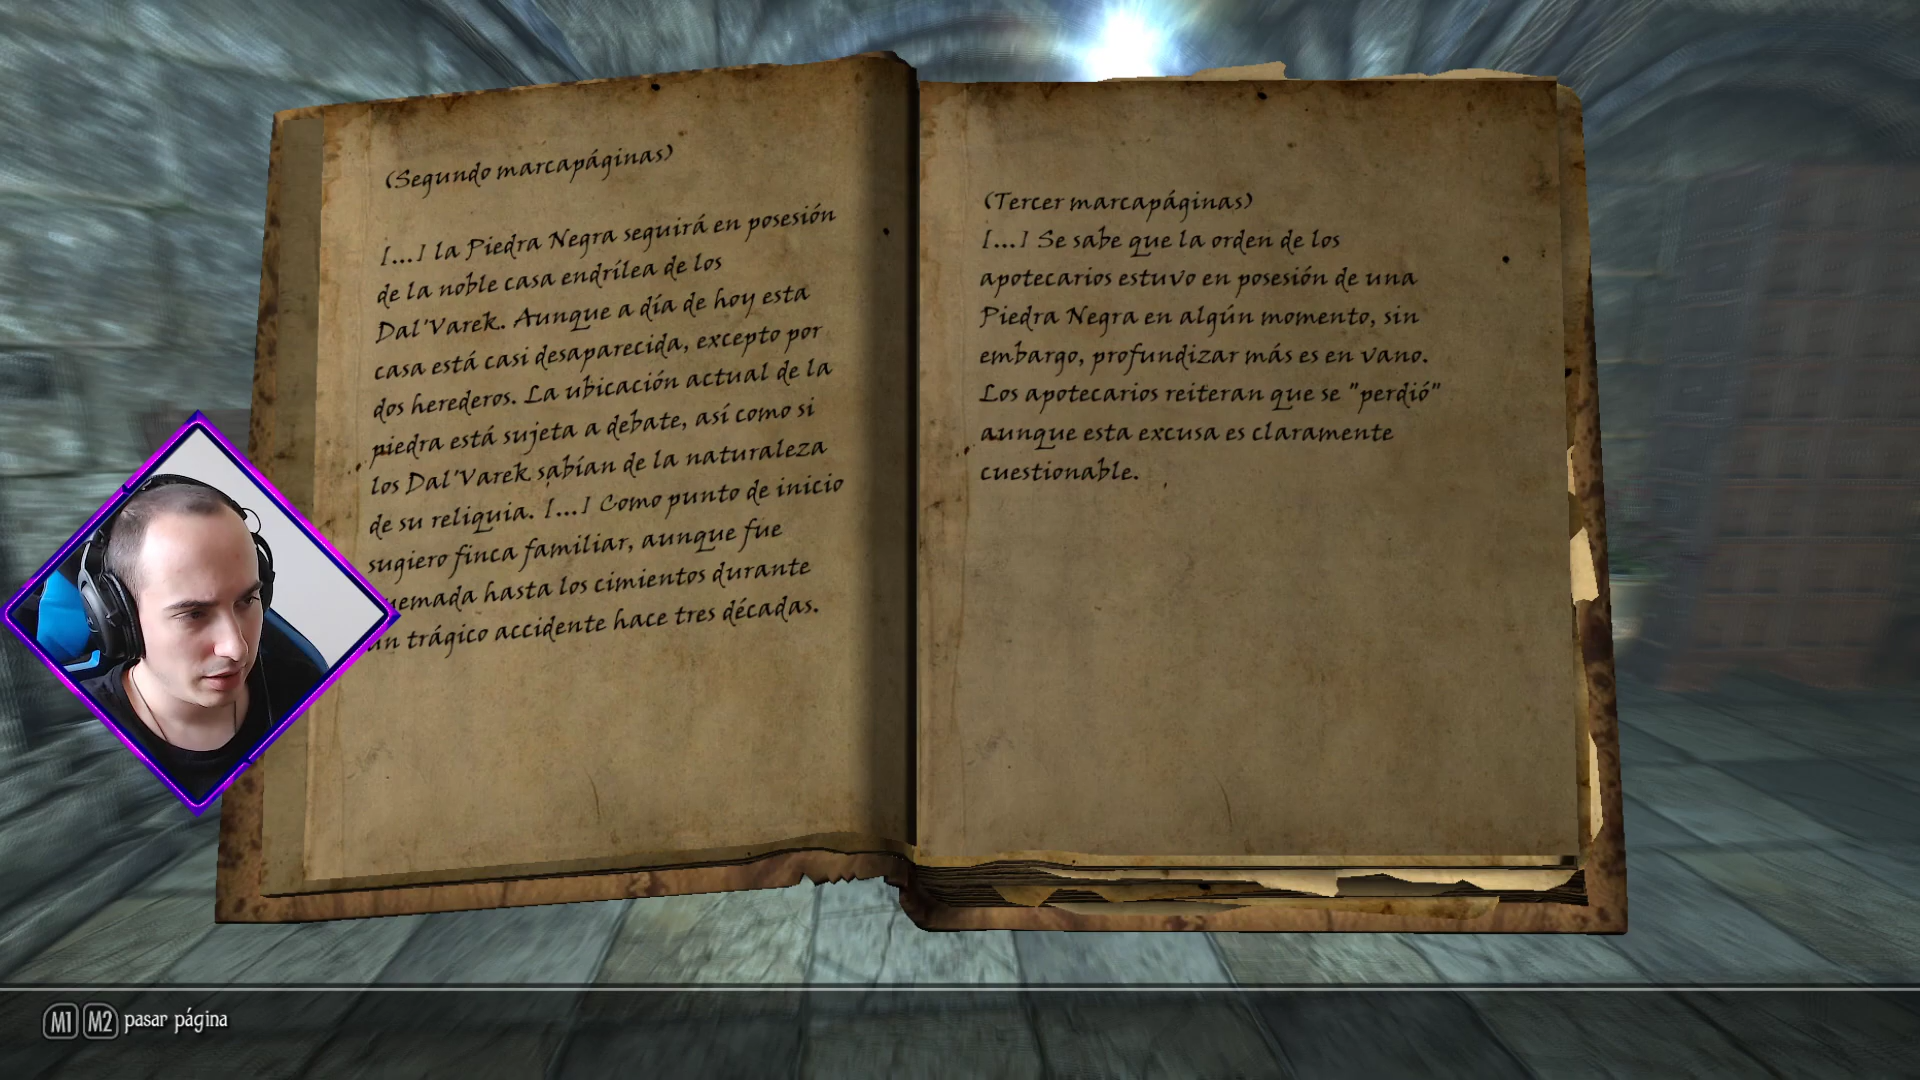 (Segundo marcapáginas)
[...] la Piedra Negra seguirá en posesión
de la noble casa endrílea de los
Dal'Varek. Aunque a día de hoy esta
casa está casi desaparecida, excepto por
dos herederos. La ubicación actual de la
piedra está sujeta a debate, así como si
los Dal'Varek sabían de la naturaleza
de su reliquia. [...] Como punto de inicio
sugiero finca familiar, aunque fue
hasta los cimientos durante
trágico accidente hace tres décadas.
(Tercer marcapáginas)
[...] Se sabe que la orden de los
apotecarios estuvo en posesión de una
Piedra Negra en algún momento, sin
embargo, profundizar más es en vano.
Los apotecarios reiteran que se "perdió"
aunque esta excusa es claramente
cuestionable.
M1 M2 pasar página